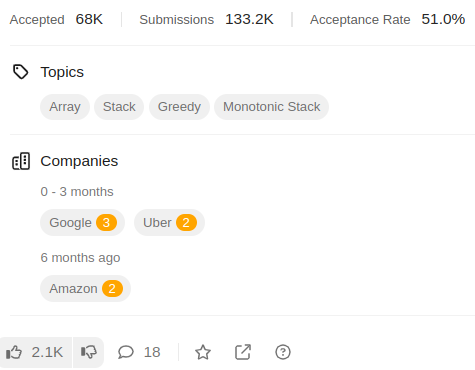 Accepted 68K Submissions 133.2K Acceptance Rate 51.0%
Topics
Array Stack Greedy Monotonic Stack
Companies
0 - 3 months
Google 3 Uber 2
6 months ago
Amazon 2
2.1K 18